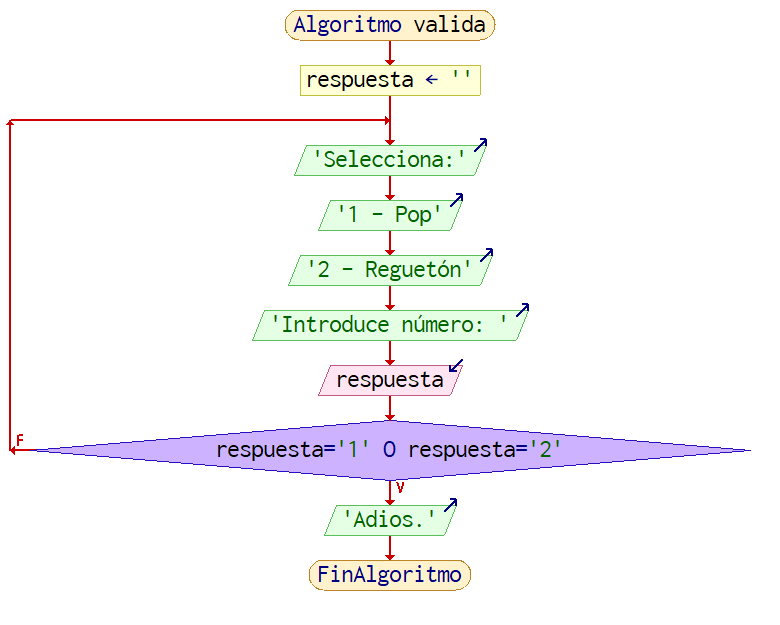 Algoritmo valida
respuesta ← ''
'Selecciona:'
'1 - Pop'
'2 - Reguetón'
'Introduce número: '
respuesta
F
respuesta='1' O respuesta='2'
V
'Adios.'
FinAlgoritmo